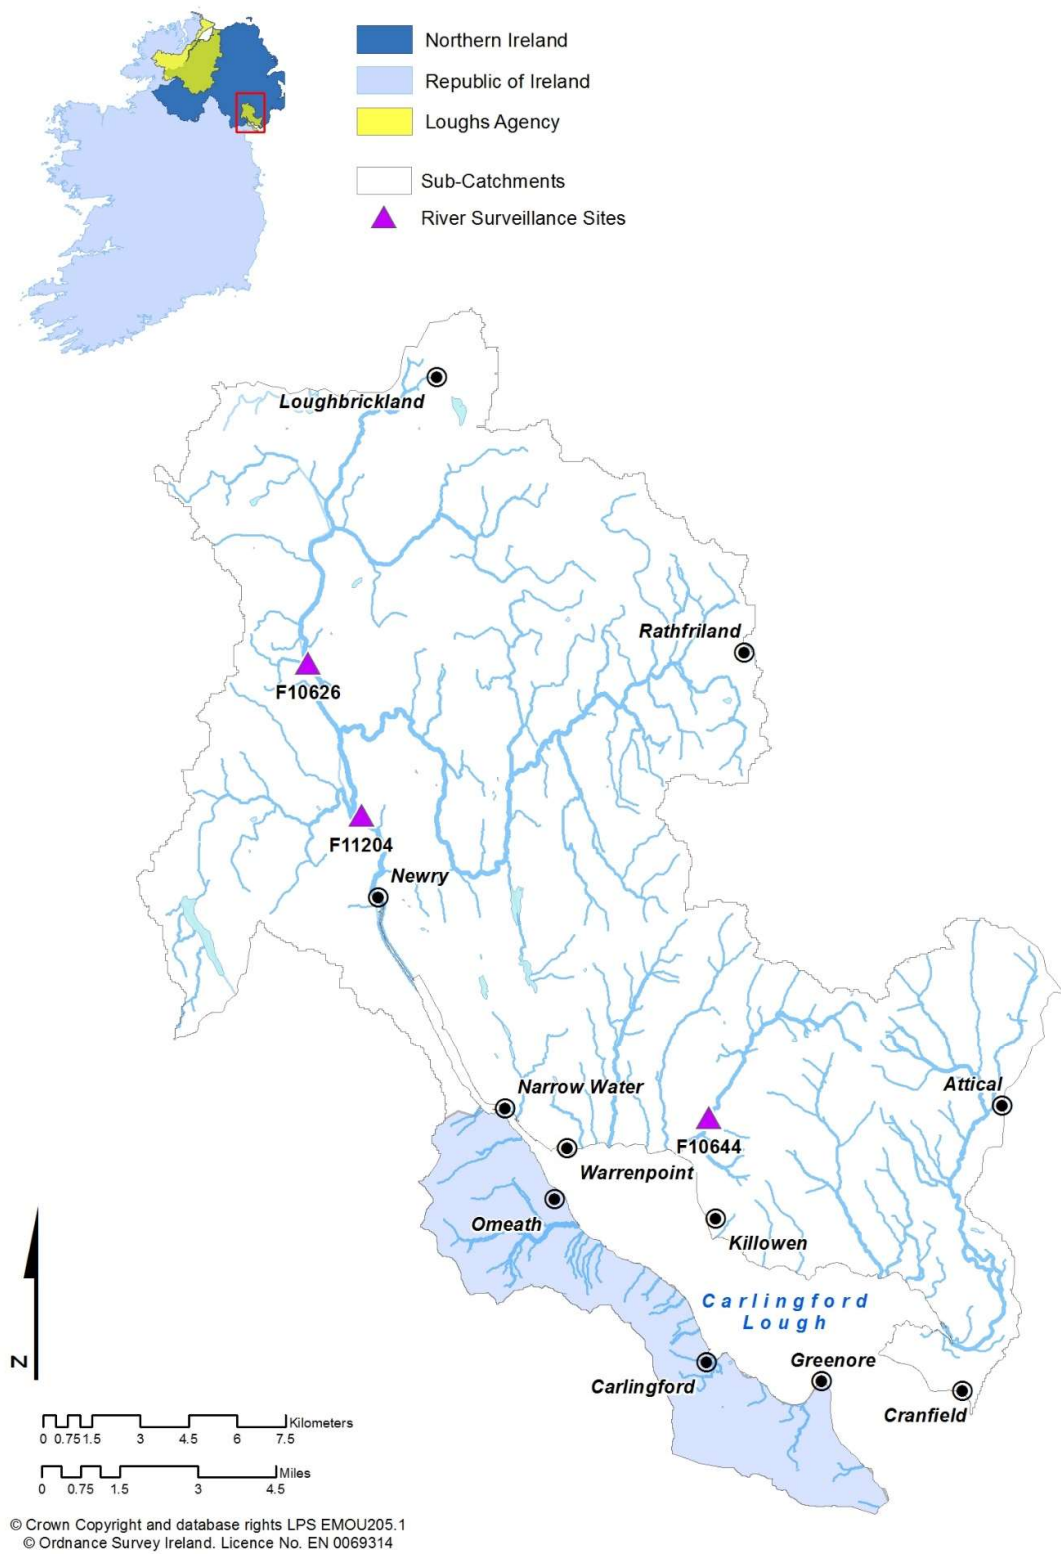 Northern Ireland
Republic of Ireland
Loughs Agency
Sub-Catchments
River Surveillance Sites
Loughbrickland
Rathfriland
F10626
F11204
Newry
Narrow Water
Attical
F10644
Warrenpoint
Omeath
Killowen
Carlingford
Lough
Greenore
Carlingford
Cranfield
N
Kilometers
0 0.75 1.5 3 4.5 6 7.5
Miles
0 0.75 1.5 3 4.5
© Crown Copyright and database rights LPS EMOU205.1
© Ordnance Survey Ireland. Licence No. EN 0069314